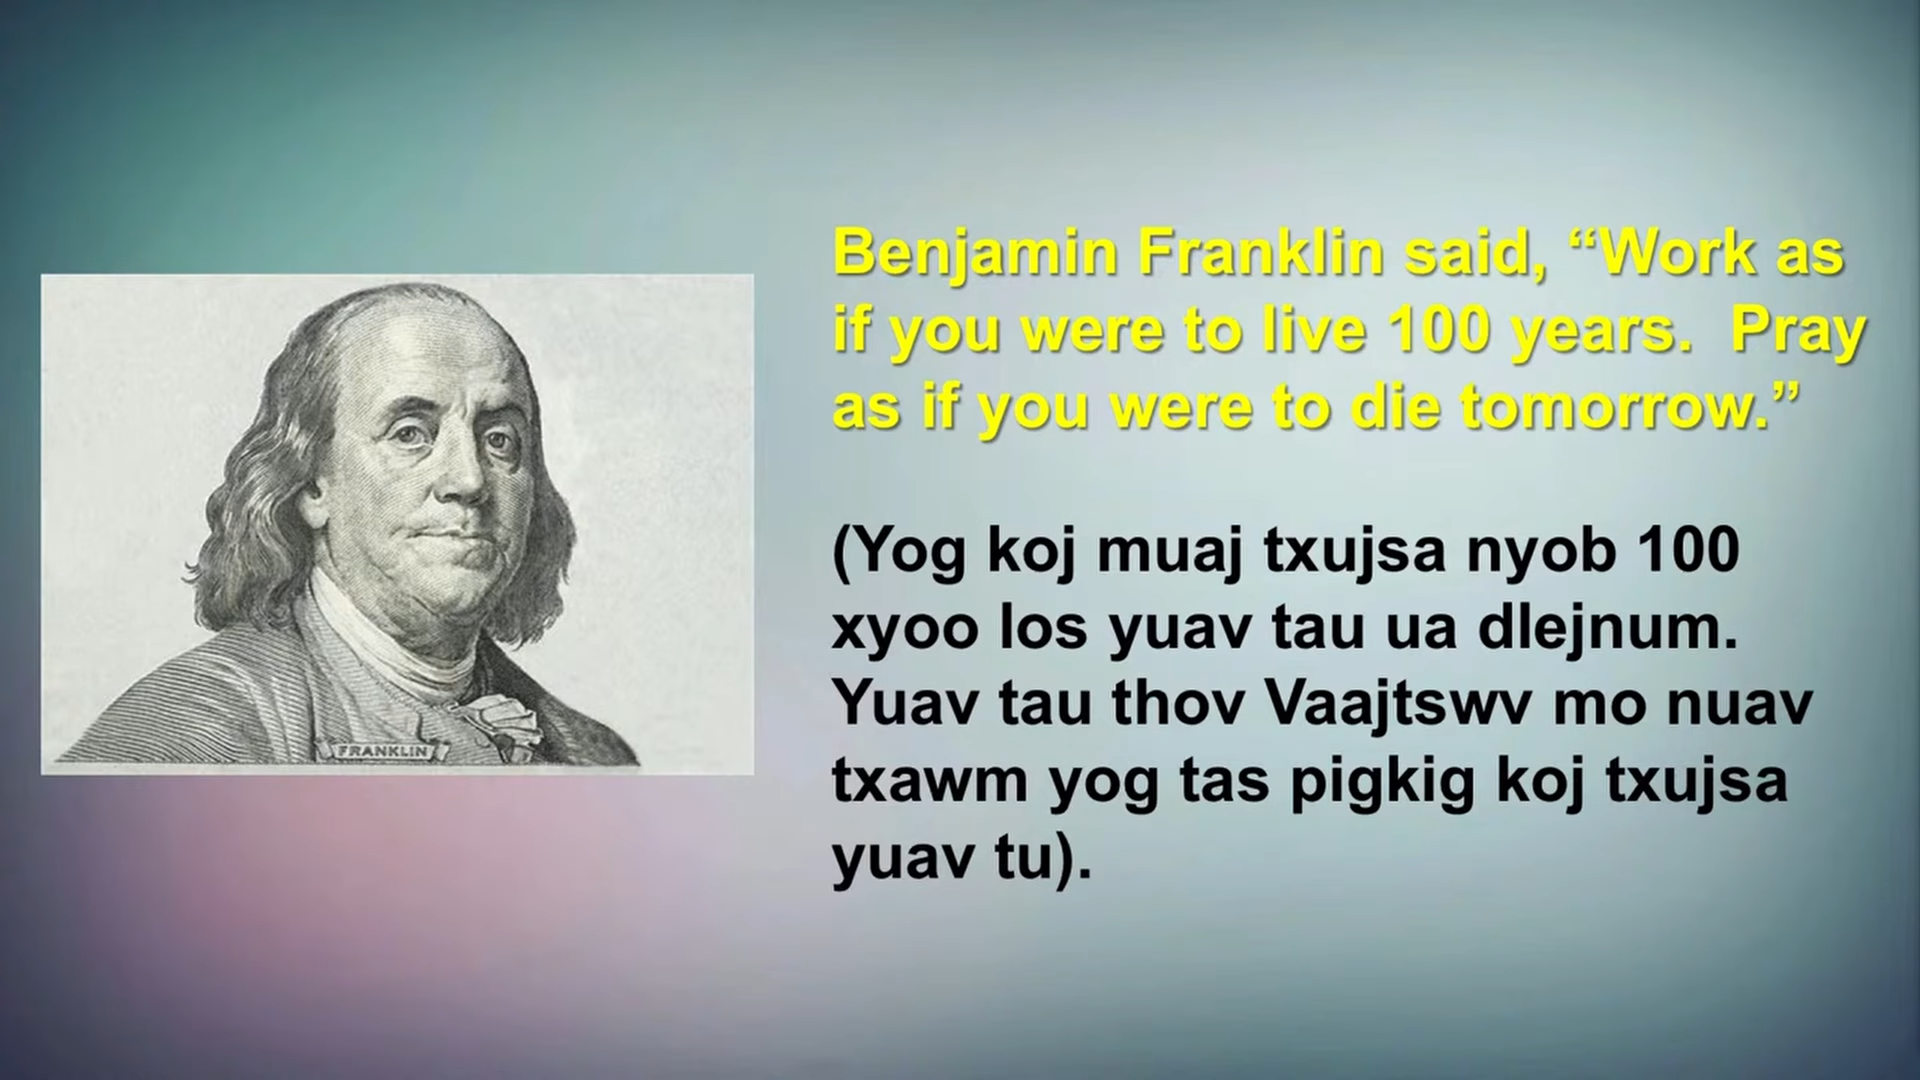 FRANKLIN
Benjamin Franklin said, “Work as
if you were to live 100 years.  Pray
as if you were to die tomorrow.”
(Yog koj muaj txujsa nyob 100
xyoo los yuav tau ua dlejnum.
Yuav tau thov Vaajtswv mo nuav
txawm yog tas pigkig koj txujsa
yuav tu).